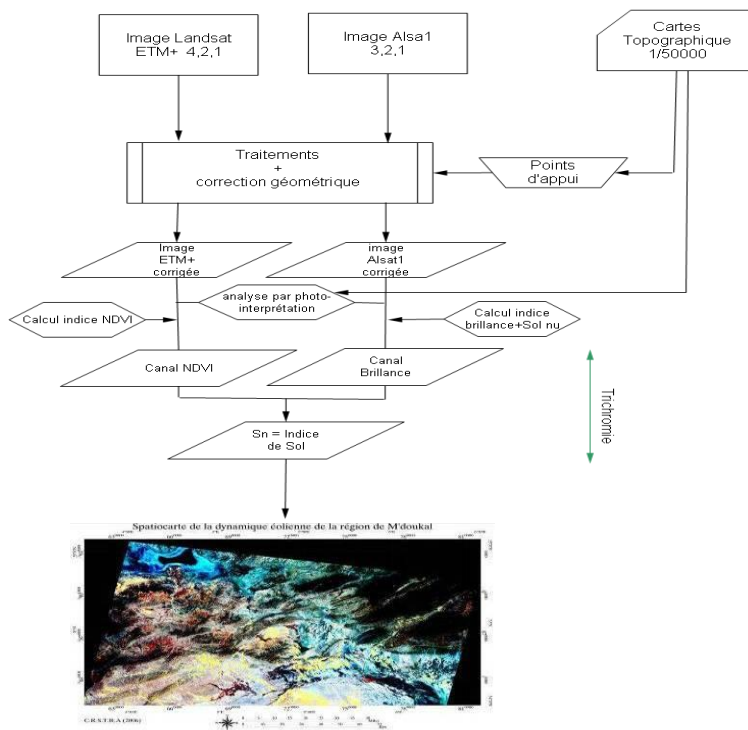 Image Landsat
ETM+ 4,2,1
Image Alsa1
3,2,1
Cartes
Topographique
1/50000
Traitements
+
correction géométrique
Points
d'appui
Image
ETM+
corrigée
image
Alsat1
corrigée
analyse par photo-
interprétation
Calcul indice NDVI
Calcul indice
brillance+Sol nu
Canal NDVI
Canal
Brillance
Trichromie
Sn = Indice
de Sol
Spatiocarte de la dynamique éolienne de la région de M'doukal
C.R.S.T.R.A (2006)